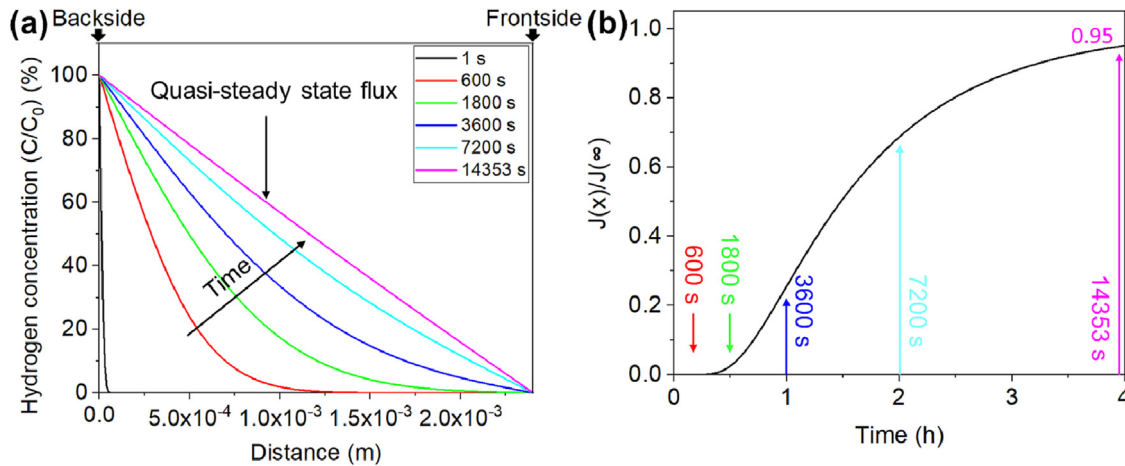 (a)
Backside
Frontside
Hydrogen concentration (C/C₀) (%)
100
80
60
40
20
0
Quasi-steady state flux
Time
1 s
600 s
1800 s
3600 s
7200 s
14353 s
0.0
5.0x10⁻⁴
1.0x10⁻³
1.5x10⁻³
2.0x10⁻³
Distance (m)
(b)
J(x)/J(∞)
1.0
0.8
0.6
0.4
0.2
0.0
600 s
1800 s
3600 s
7200 s
14353 s
0.95
0
1
2
3
4
Time (h)